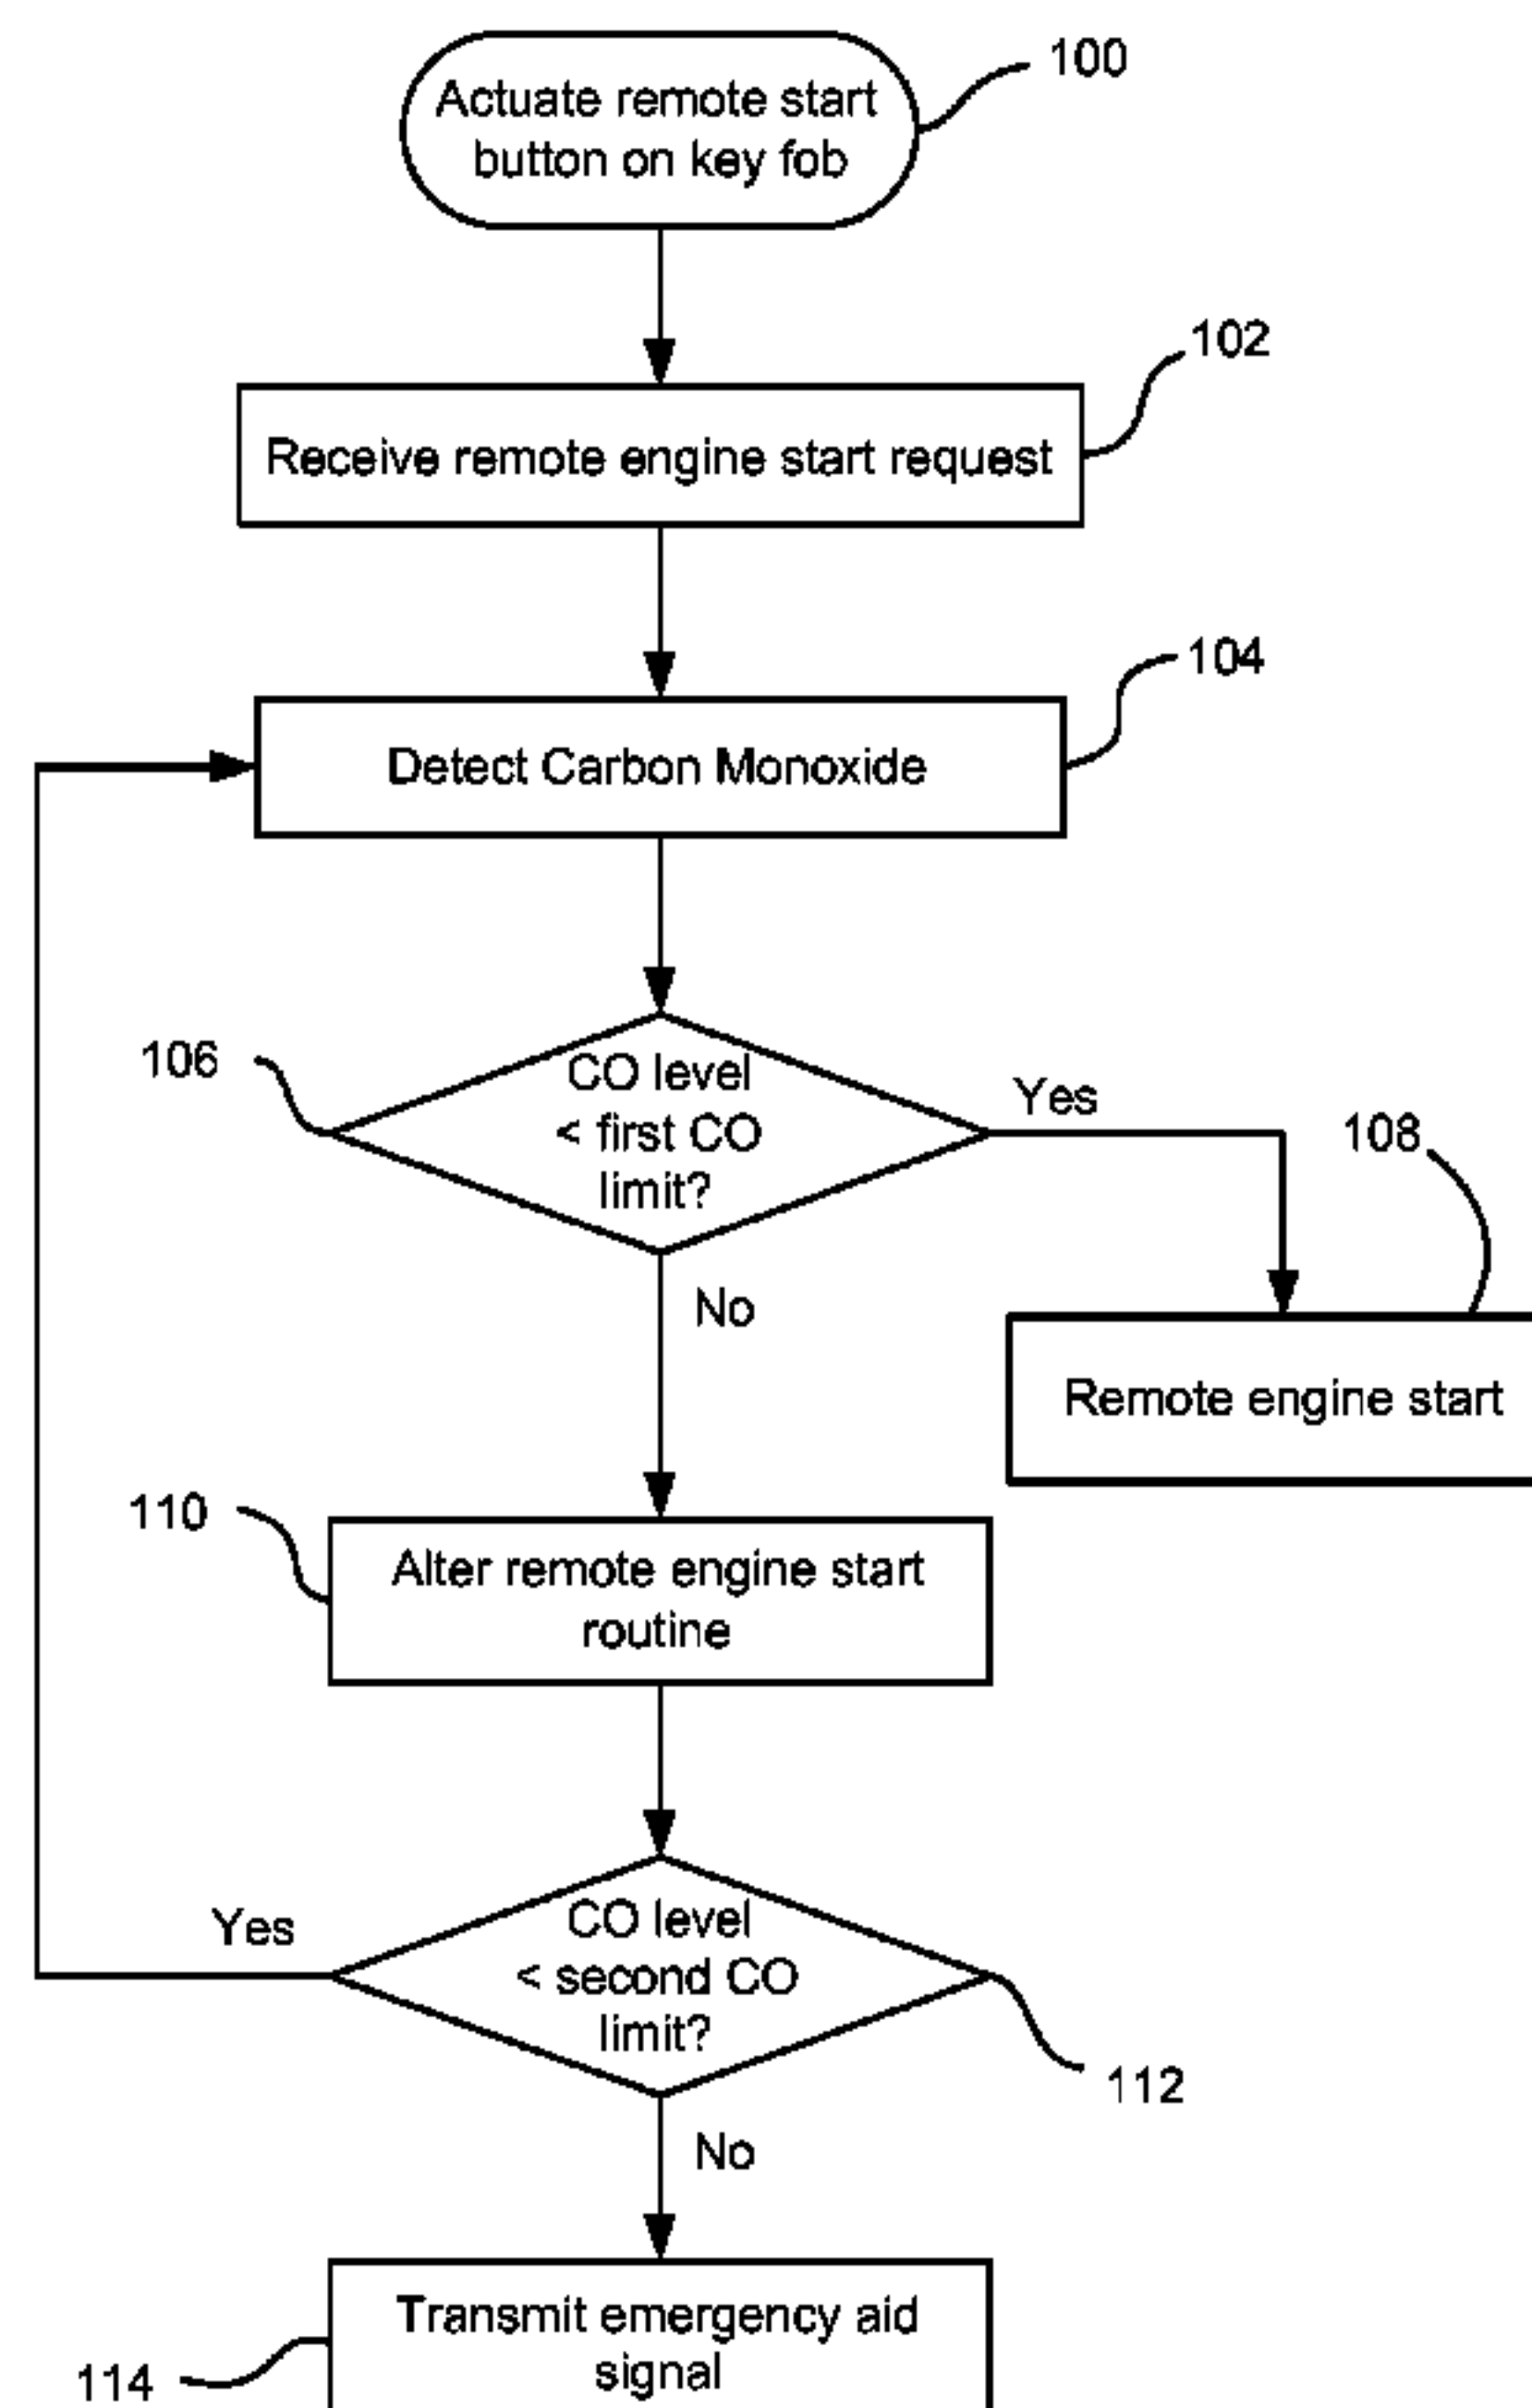 100
Actuate remote start
button on key fob
102
Receive remote engine start request
104
Detect Carbon Monoxide
106
CO level
< first CO
limit?
Yes
108
No
Remote engine start
110
Alter remote engine start
routine
Yes
CO level
< second CO
limit?
112
No
Transmit emergency aid
signal
114